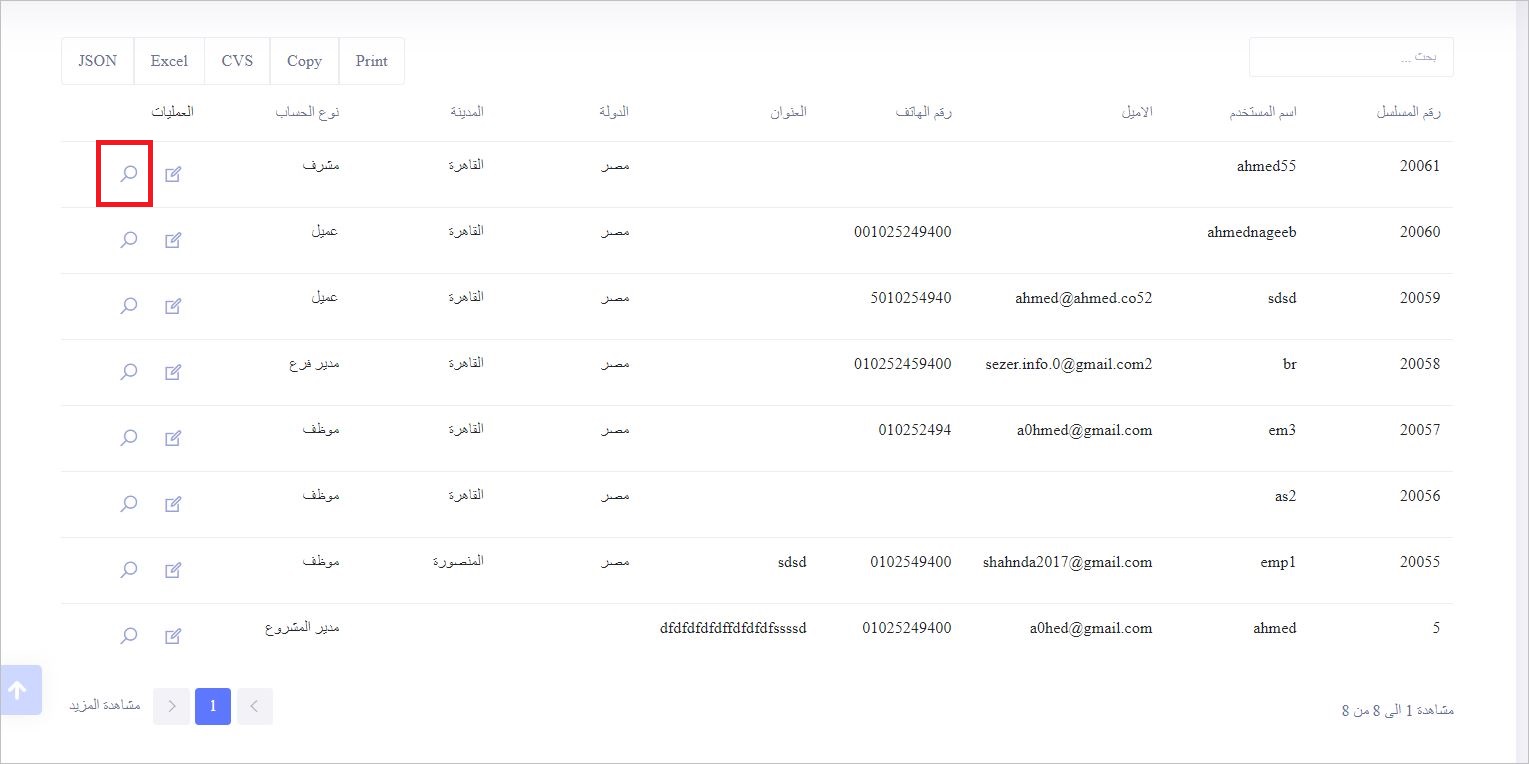 بحث ...
JSON Excel CVS Copy Print
رقم المسلسل اسم المستخدم الاميل رقم الهاتف العنوان الدولة المدينة نوع الحساب العمليات
20061 ahmed55 مصر القاهرة مشرف
20060 ahmednageeb 001025249400 مصر القاهرة عميل
20059 sdsd ahmed@ahmed.co52 5010254940 مصر القاهرة عميل
20058 br sezer.info.0@gmail.com2 010252459400 مصر القاهرة مدير فرع
20057 em3 a0hmed@gmail.com 010252494 مصر القاهرة موظف
20056 as2 مصر القاهرة موظف
20055 emp1 shahnda2017@gmail.com 0102549400 sdsd مصر المنصورة موظف
5 ahmed a0hed@gmail.com 01025249400 dfdfdfdfdffdfdfdfssssd مدير المشروع
مشاهدة 1 الى 8 من 8
1 مشاهدة المزيد